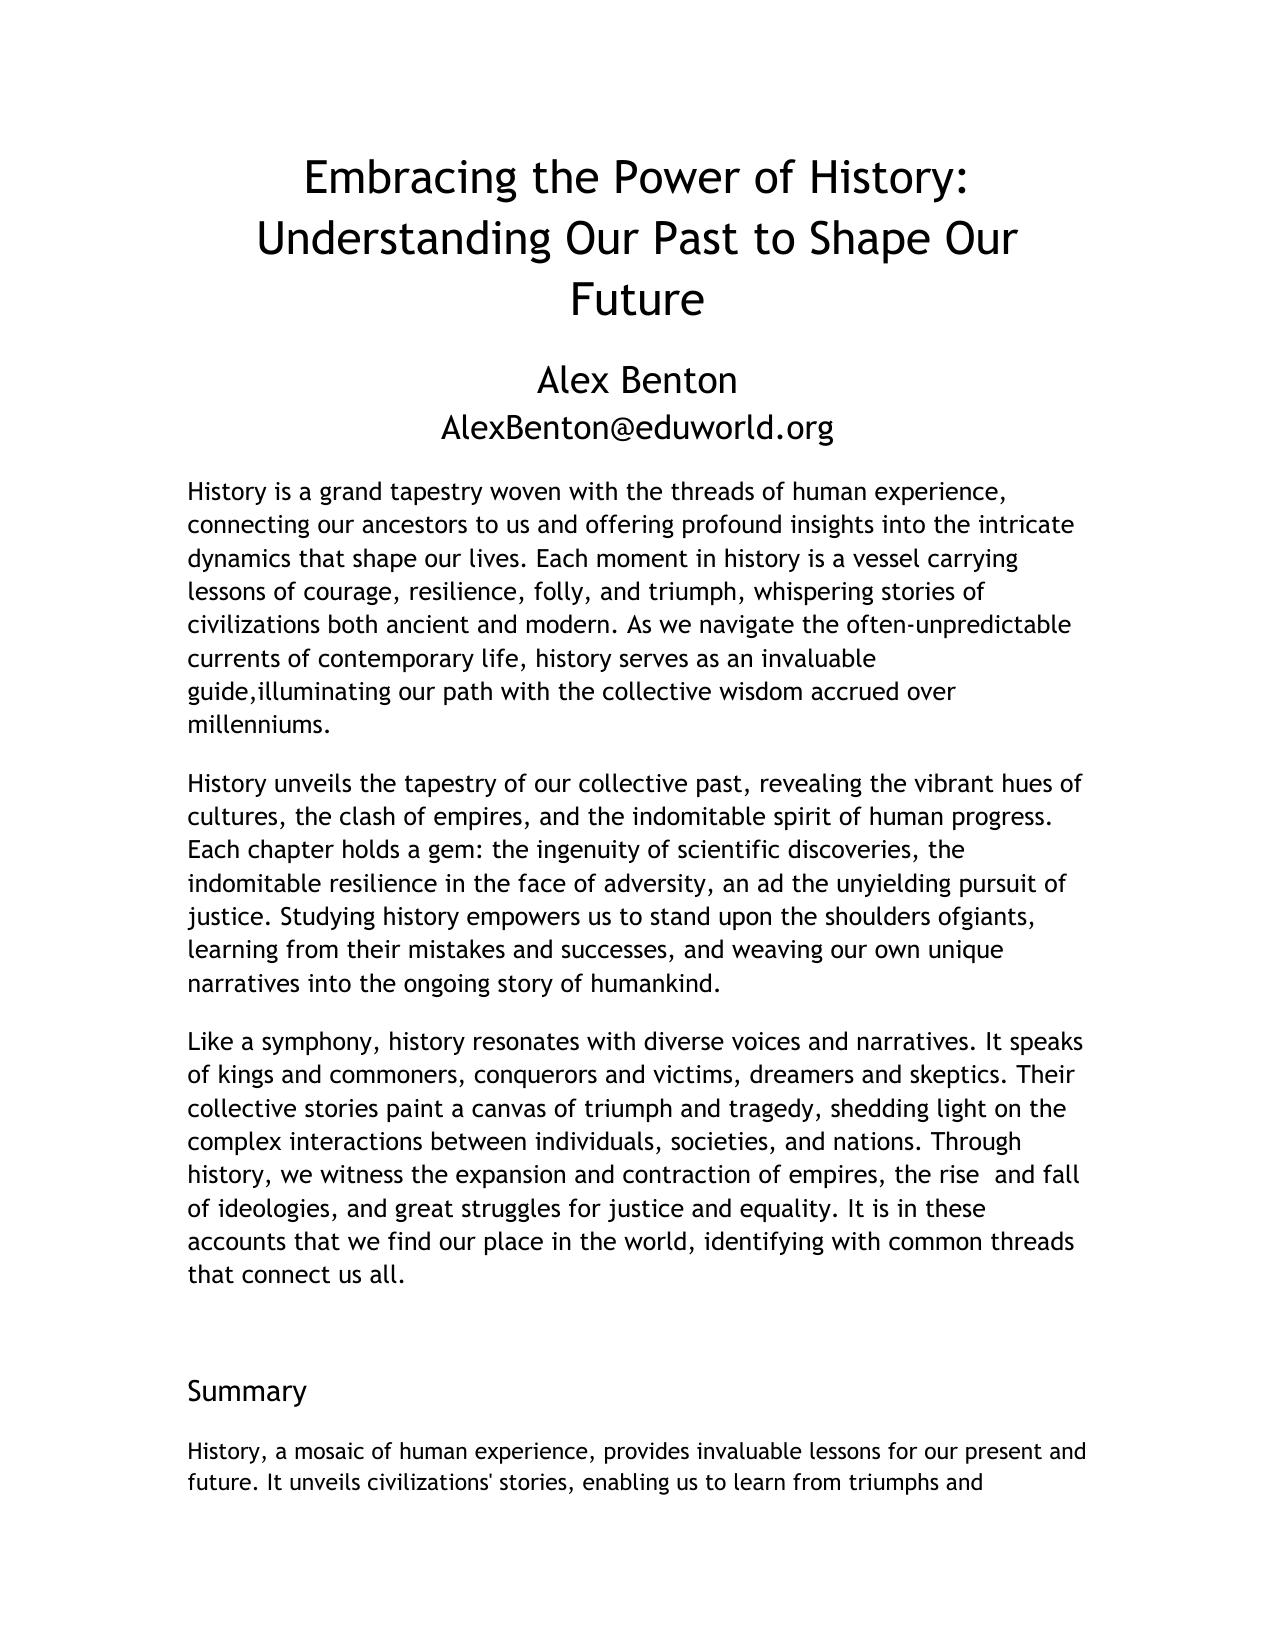 Embracing the Power of History:
Understanding Our Past to Shape Our
Future
Alex Benton
AlexBenton@eduworld.org
History is a grand tapestry woven with the threads of human experience,
connecting our ancestors to us and offering profound insights into the intricate
dynamics that shape our lives. Each moment in history is a vessel carrying
lessons of courage, resilience, folly, and triumph, whispering stories of
civilizations both ancient and modern. As we navigate the often-unpredictable
currents of contemporary life, history serves as an invaluable
guide,illuminating our path with the collective wisdom accrued over
millenniums.
History unveils the tapestry of our collective past, revealing the vibrant hues of
cultures, the clash of empires, and the indomitable spirit of human progress.
Each chapter holds a gem: the ingenuity of scientific discoveries, the
indomitable resilience in the face of adversity, an ad the unyielding pursuit of
justice. Studying history empowers us to stand upon the shoulders ofgiants,
learning from their mistakes and successes, and weaving our own unique
narratives into the ongoing story of humankind.
Like a symphony, history resonates with diverse voices and narratives. It speaks
of kings and commoners, conquerors and victims, dreamers and skeptics. Their
collective stories paint a canvas of triumph and tragedy, shedding light on the
complex interactions between individuals, societies, and nations. Through
history, we witness the expansion and contraction of empires, the rise  and fall
of ideologies, and great struggles for justice and equality. It is in these
accounts that we find our place in the world, identifying with common threads
that connect us all.
Summary
History, a mosaic of human experience, provides invaluable lessons for our present and
future. It unveils civilizations' stories, enabling us to learn from triumphs and